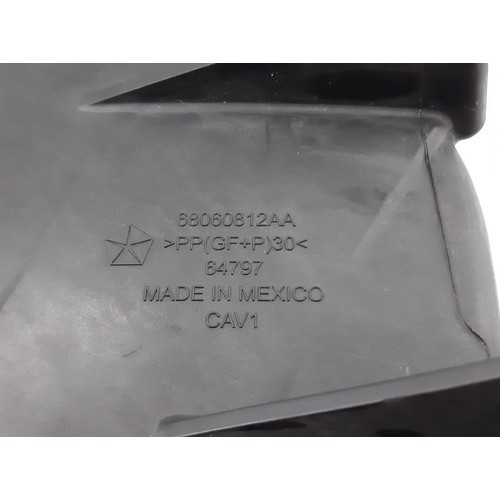 68060812AA
>PP(GF+P)30<
64797
MADE IN MEXICO
CAV1